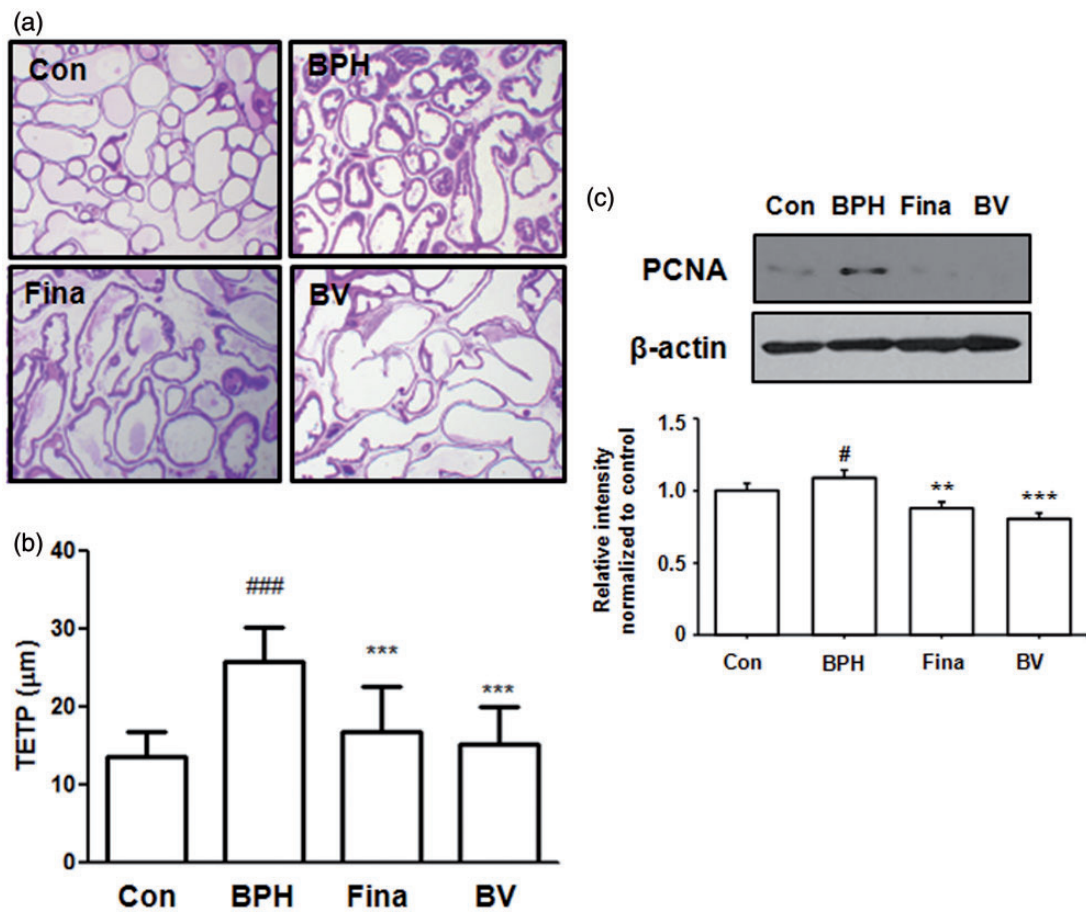 (a)
Con
BPH
Fina
BV
(b)
TETP (μm)
40
30
20
10
0
###
***
***
Con
BPH
Fina
BV
(c)
Con BPH Fina BV
PCNA
β-actin
Relative intensity
normalized to control
1.5
1.0
0.5
0
#
**
***
Con
BPH
Fina
BV